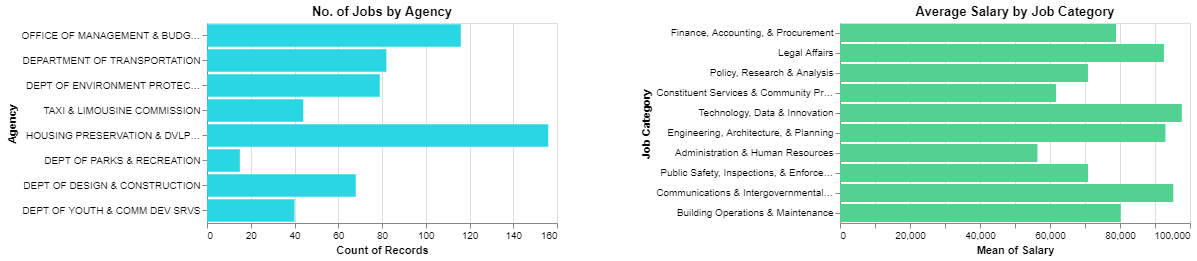 No. of Jobs by Agency
Agency
OFFICE OF MANAGEMENT & BUDG...
DEPARTMENT OF TRANSPORTATION
DEPT OF ENVIRONMENT PROTEC...
TAXI & LIMOUSINE COMMISSION
HOUSING PRESERVATION & DVLP...
DEPT OF PARKS & RECREATION
DEPT OF DESIGN & CONSTRUCTION
DEPT OF YOUTH & COMM DEV SRVS
0 20 40 60 80 100 120 140 160
Count of Records
Average Salary by Job Category
Job Category
Finance, Accounting, & Procurement
Legal Affairs
Policy, Research & Analysis
Constituent Services & Community Pr...
Technology, Data & Innovation
Engineering, Architecture, & Planning
Administration & Human Resources
Public Safety, Inspections, & Enforce...
Communications & Intergovernmental...
Building Operations & Maintenance
0 20,000 40,000 60,000 80,000 100,000
Mean of Salary